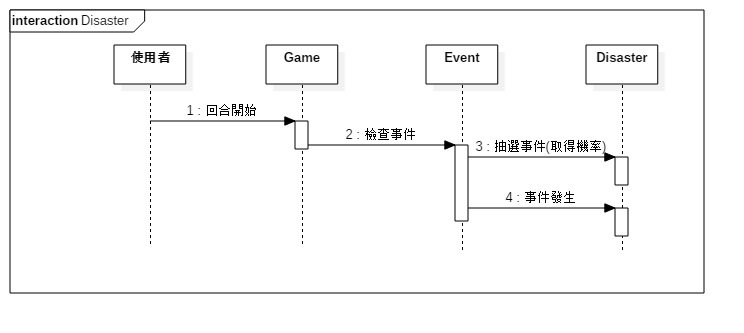 interaction Disaster
使用者
Game
Event
Disaster
1 : 回合開始
2 : 檢查事件
3 : 抽選事件(取得機率)
4 : 事件發生